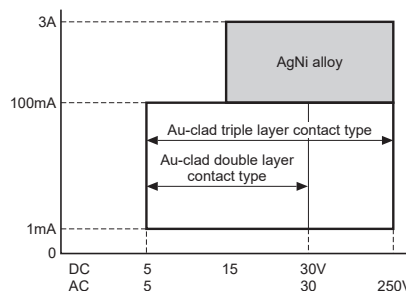 3A
AgNi alloy
100mA
Au-clad triple layer contact type
Au-clad double layer
contact type
1mA
0
DC 5 15 30V
AC 5 30 250V